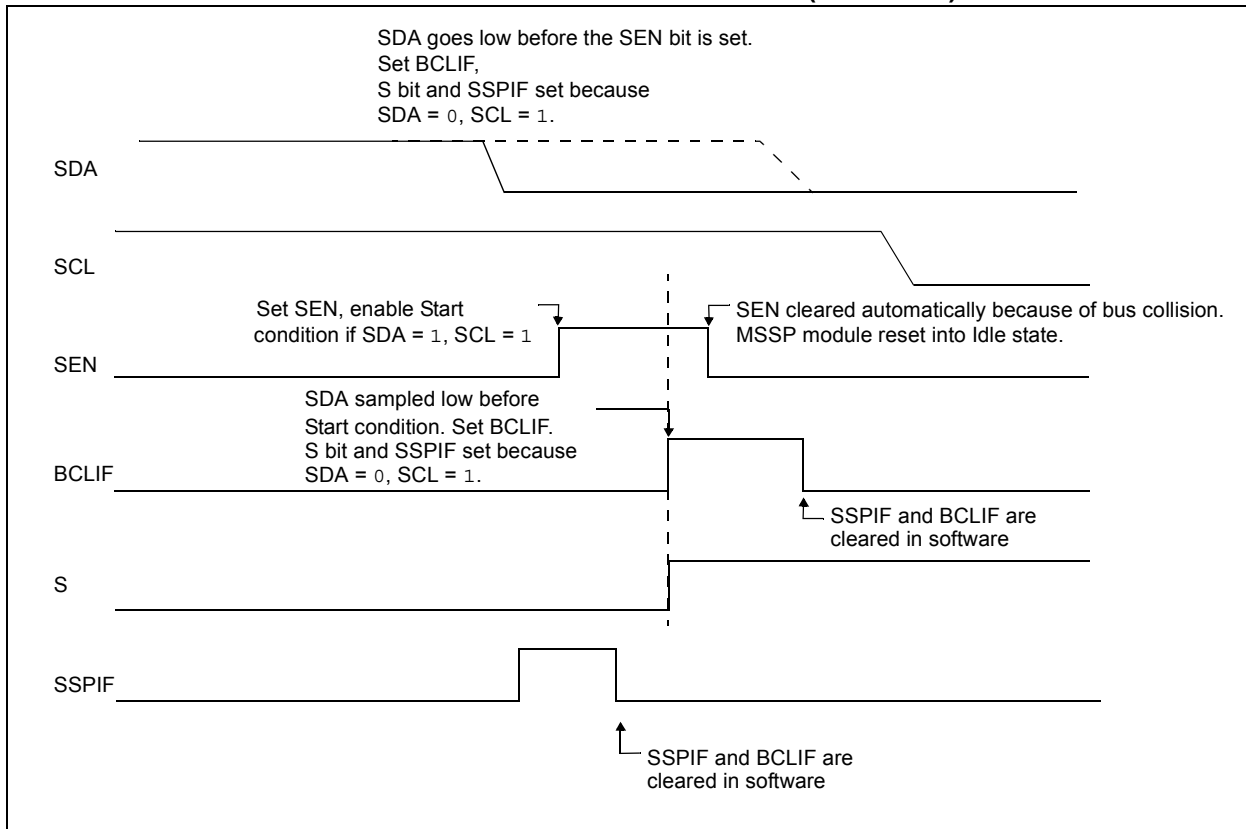 SDA goes low before the SEN bit is set.
Set BCLIF,
S bit and SSPIF set because
SDA = 0, SCL = 1.
SDA
SCL
Set SEN, enable Start
condition if SDA = 1, SCL = 1
SEN cleared automatically because of bus collision.
MSSP module reset into Idle state.
SEN
SDA sampled low before
Start condition. Set BCLIF.
S bit and SSPIF set because
SDA = 0, SCL = 1.
BCLIF
SSPIF and BCLIF are
cleared in software
S
SSPIF
SSPIF and BCLIF are
cleared in software